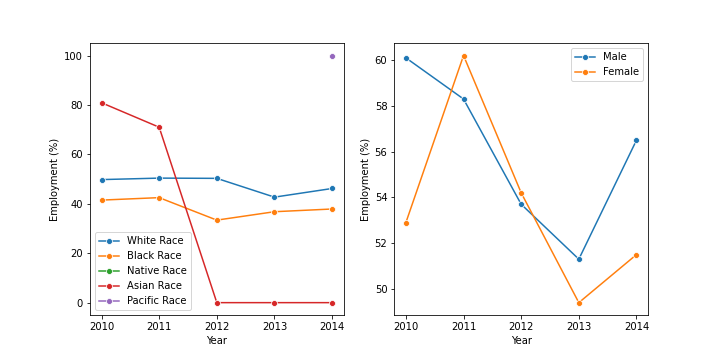 100
80
60
40
20
0
Employment (%)
2010 2011 2012 2013 2014
Year
White Race
Black Race
Native Race
Asian Race
Pacific Race
60
58
56
54
52
50
Employment (%)
2010 2011 2012 2013 2014
Year
Male
Female